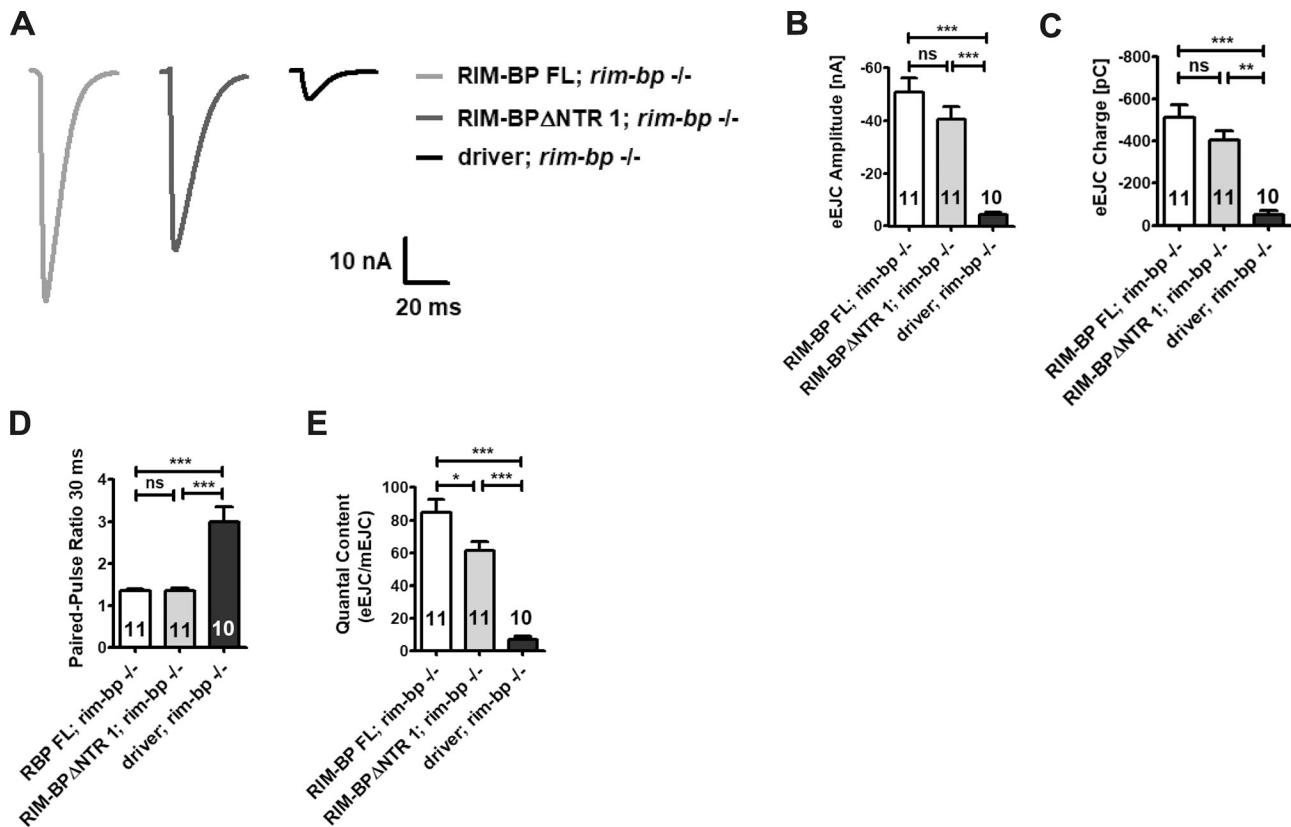 A
RIM-BP FL; rim-bp -/-
RIM-BPΔNTR 1; rim-bp -/-
driver; rim-bp -/-
10 nA
20 ms
B
eEJC Amplitude [nA]
-60
-40
-20
0
***
ns
***
11
11
10
RIM-BP FL; rim-bp -/-
RIM-BPΔNTR 1; rim-bp -/-
driver; rim-bp -/-
C
eEJC Charge [pC]
-800
-600
-400
-200
0
***
ns
**
11
11
10
RIM-BP FL; rim-bp -/-
RIM-BPΔNTR 1; rim-bp -/-
driver; rim-bp -/-
D
Paired-Pulse Ratio 30 ms
4
3
2
1
0
***
ns
***
11
11
10
RBP FL; rim-bp -/-
RIM-BPΔNTR 1; rim-bp -/-
driver; rim-bp -/-
E
Quantal Content
(eEJC/mEJC)
100
80
60
40
20
0
***
*
***
11
11
10
RIM-BP FL; rim-bp -/-
RIM-BPΔNTR 1; rim-bp -/-
driver; rim-bp -/-